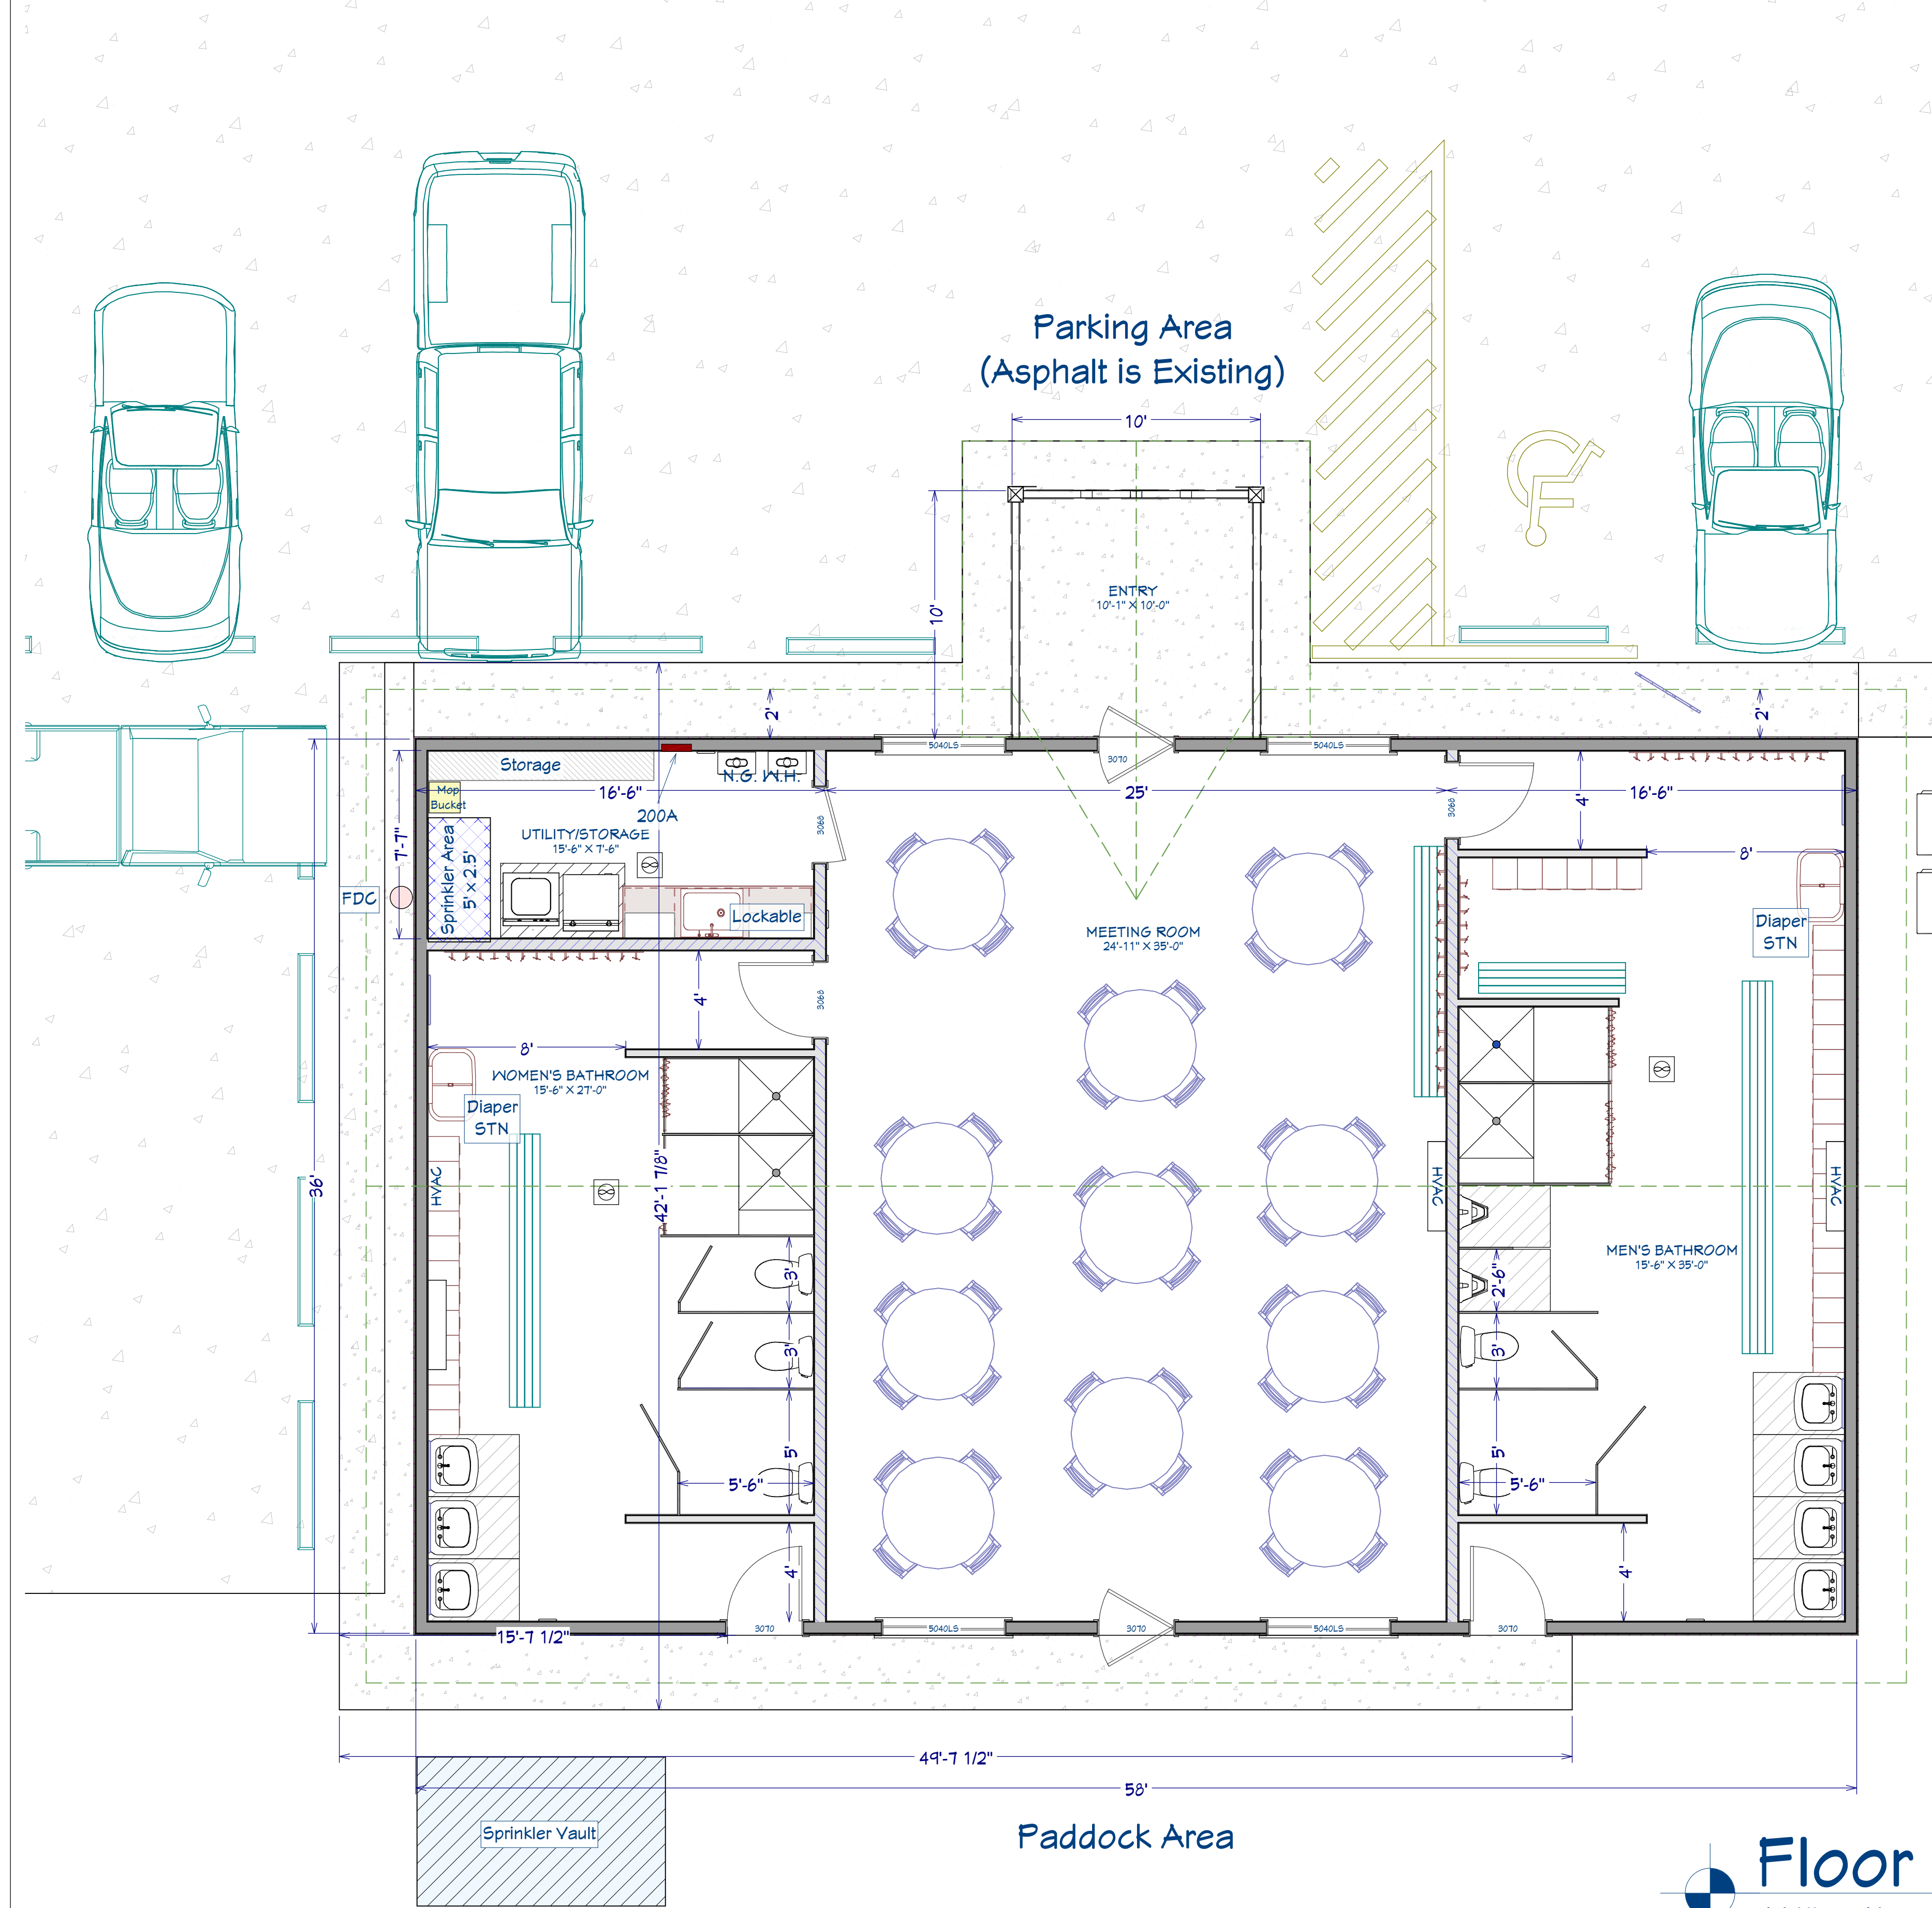 Parking Area
(Asphalt is Existing)
10'
10'
ENTRY
10'-1" X 10'-0"
2'
2'
5040LS
3070
5040LS
Storage
N.G. W.H.
Mop
Bucket
16'-6"
25'
16'-6"
4'
200A
3068
3068
7'-7"
UTILITY/STORAGE
15'-6" X 7'-6"
8'
Sprinkler Area
5' x 2.5'
FDC
Lockable
Diaper
STN
MEETING ROOM
24'-11" X 35'-0"
4'
3068
8'
WOMEN'S BATHROOM
15'-6" X 27'-0"
Diaper
STN
36'
HVAC
42'-1 7/8"
HVAC
HVAC
MEN'S BATHROOM
15'-6" X 35'-0"
3'
2'-6"
3'
3'
5'
5'
5'-6"
5'-6"
4'
4'
15'-7 1/2"
3070
5040LS
3070
5040LS
3070
49'-7 1/2"
58'
Sprinkler Vault
Paddock Area
Floor